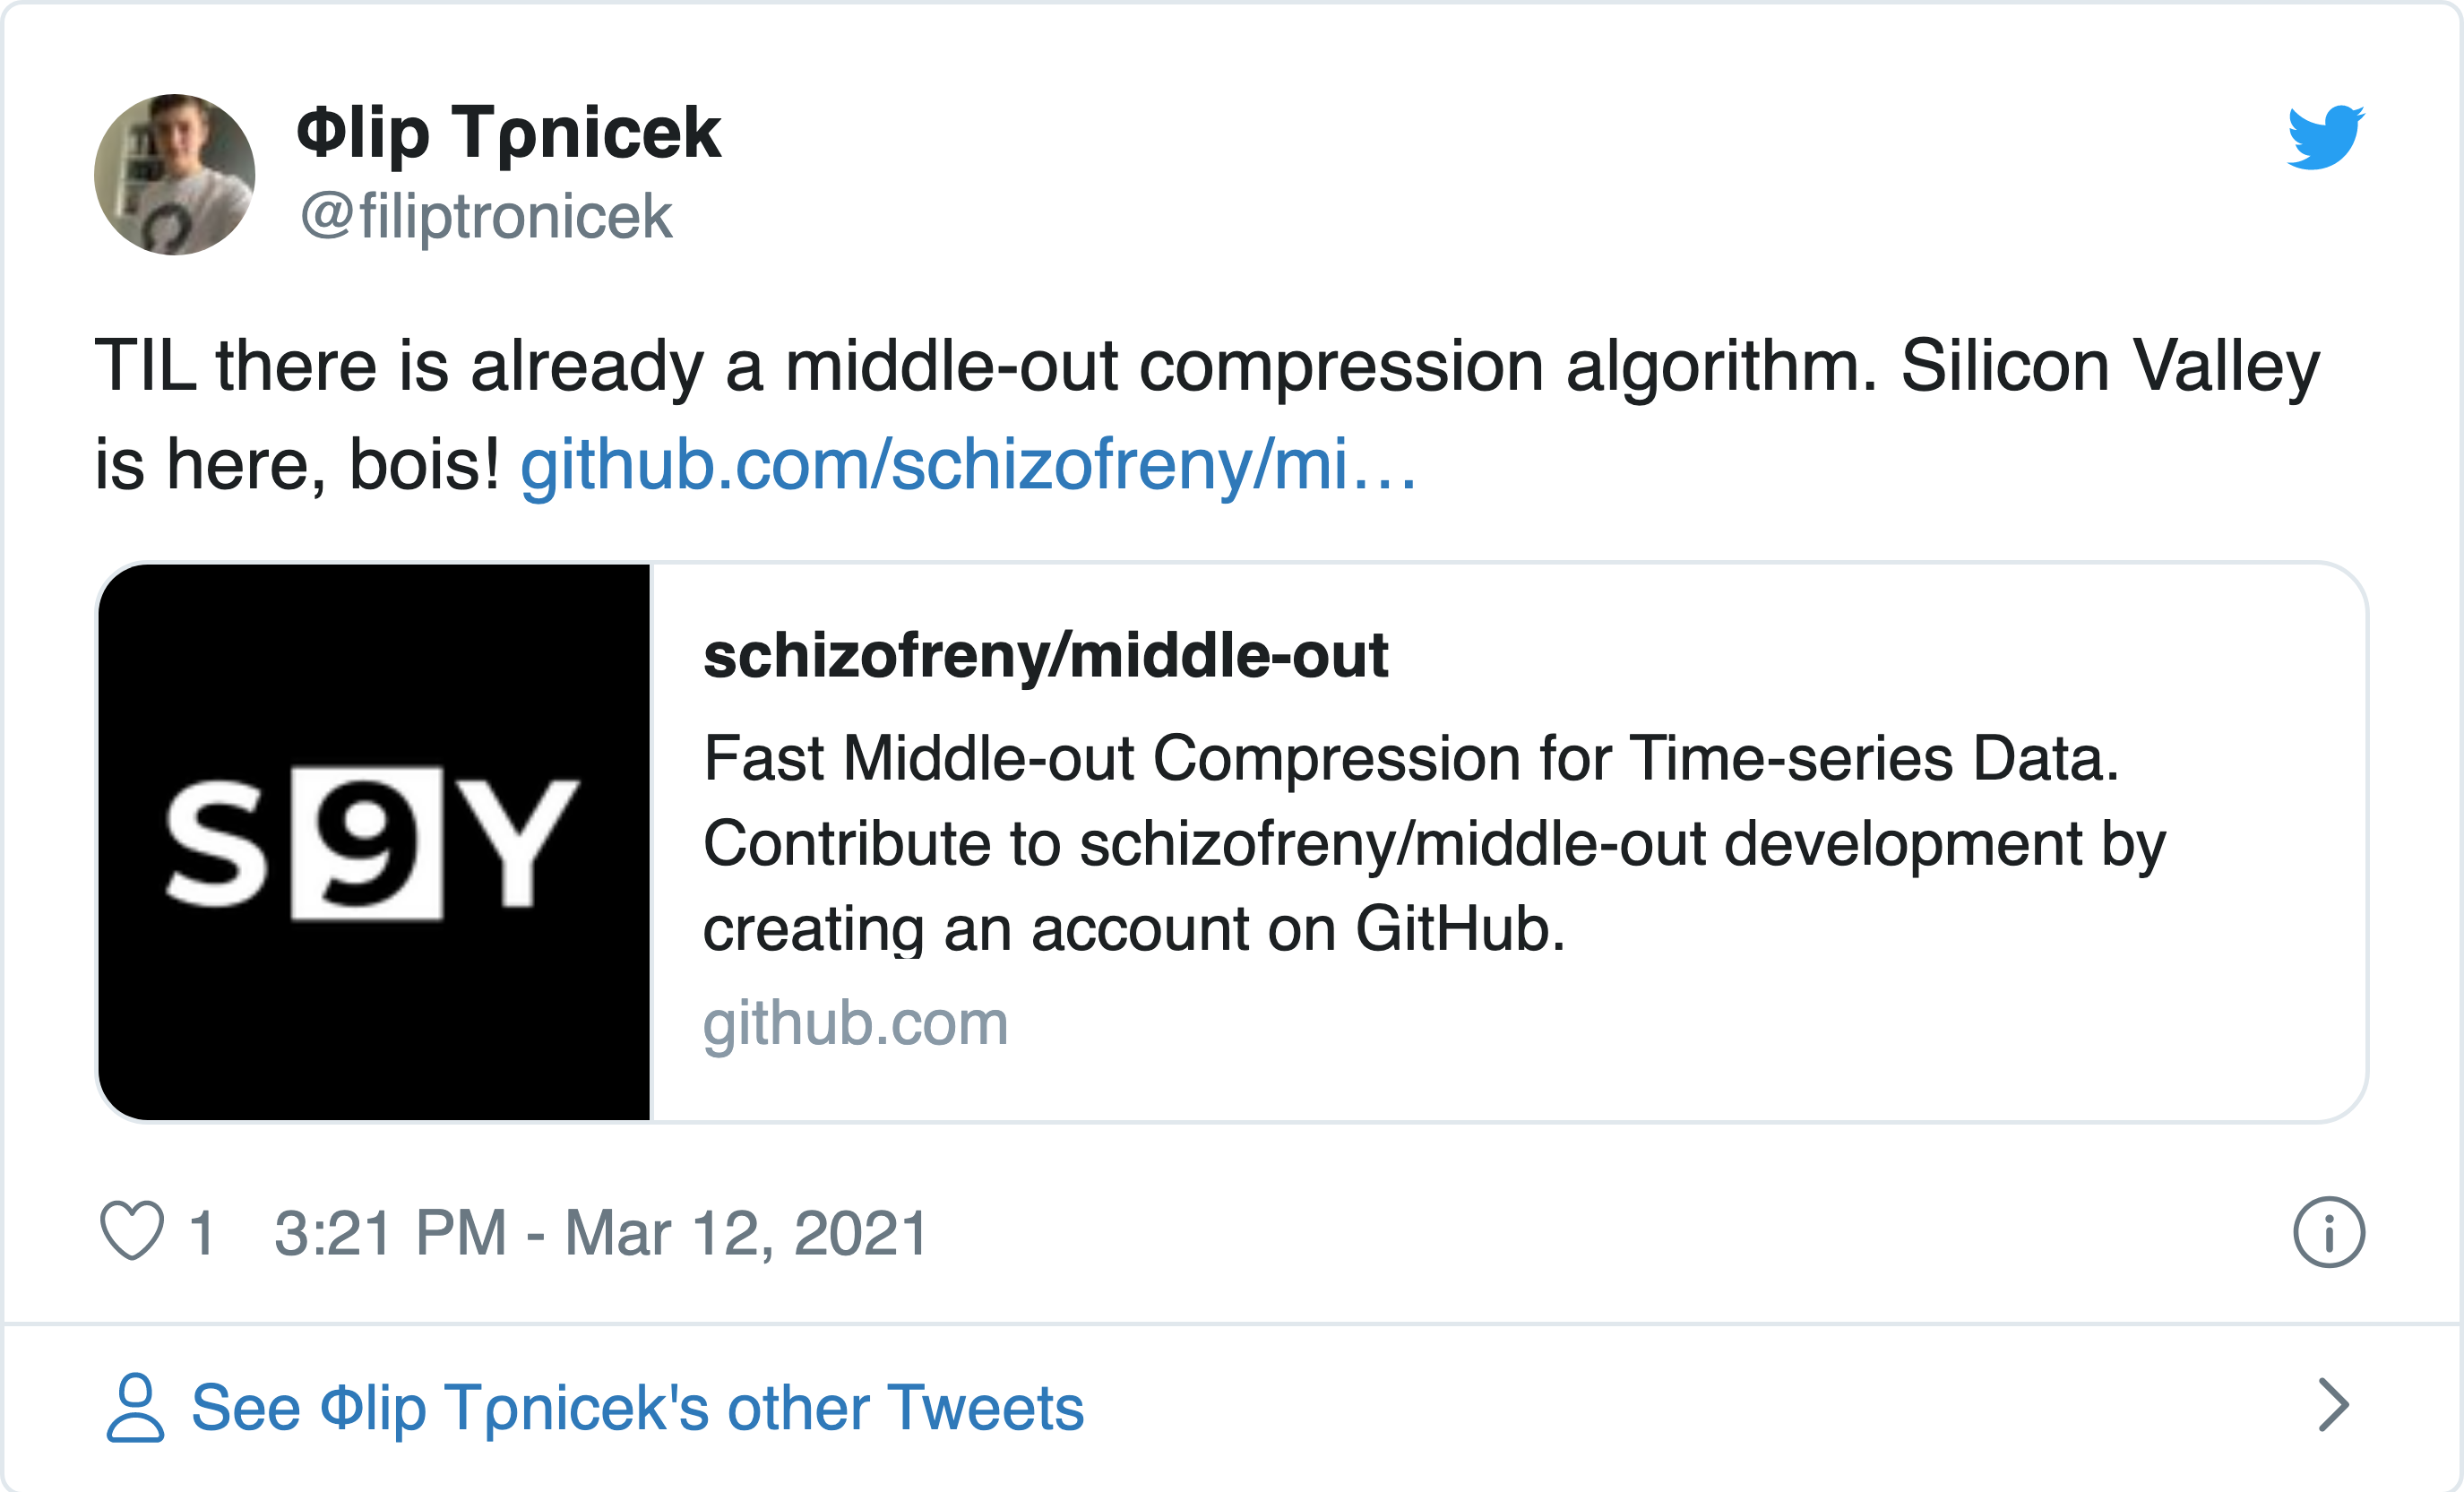 Φlip Tρnicek
@filiptronicek
TIL there is already a middle-out compression algorithm. Silicon Valley
is here, bois! github.com/schizofreny/mi…
S9Y
schizofreny/middle-out
Fast Middle-out Compression for Time-series Data.
Contribute to schizofreny/middle-out development by
creating an account on GitHub.
github.com
1 3:21 PM - Mar 12, 2021
See Φlip Tρnicek's other Tweets